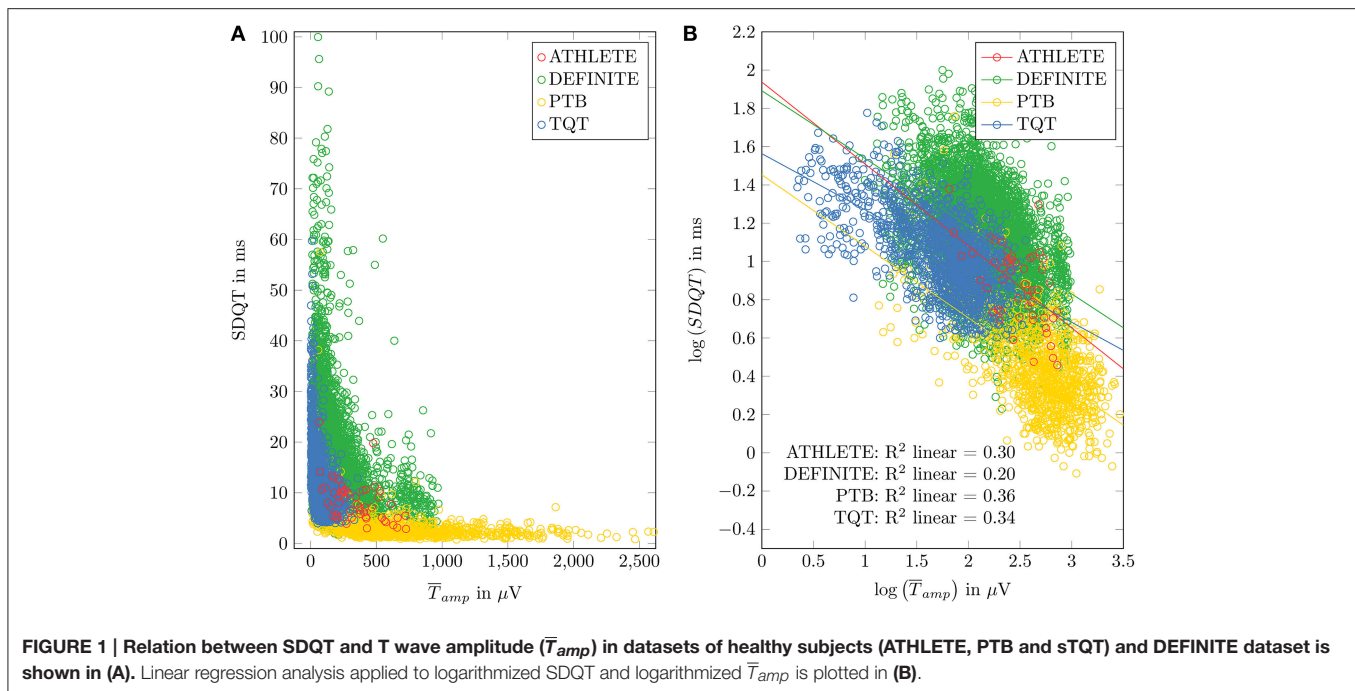 A
100
90
80
70
60
50
40
30
20
10
0
SDQT in ms
ATHLETE
DEFINITE
PTB
TQT
0
500
1,000
1,500
2,000
2,500
T̅amp in μV
B
2.2
2
1.8
1.6
1.4
1.2
1
0.8
0.6
0.4
0.2
0
−0.2
−0.4
log (SDQT) in ms
ATHLETE
DEFINITE
PTB
TQT
ATHLETE: R² linear = 0.30
DEFINITE: R² linear = 0.20
PTB: R² linear = 0.36
TQT: R² linear = 0.34
0
0.5
1
1.5
2
2.5
3
3.5
log (T̅amp) in μV
FIGURE 1 | Relation between SDQT and T wave amplitude (T̅amp) in datasets of healthy subjects (ATHLETE, PTB and sTQT) and DEFINITE dataset is
shown in (A). Linear regression analysis applied to logarithmized SDQT and logarithmized T̅amp is plotted in (B).